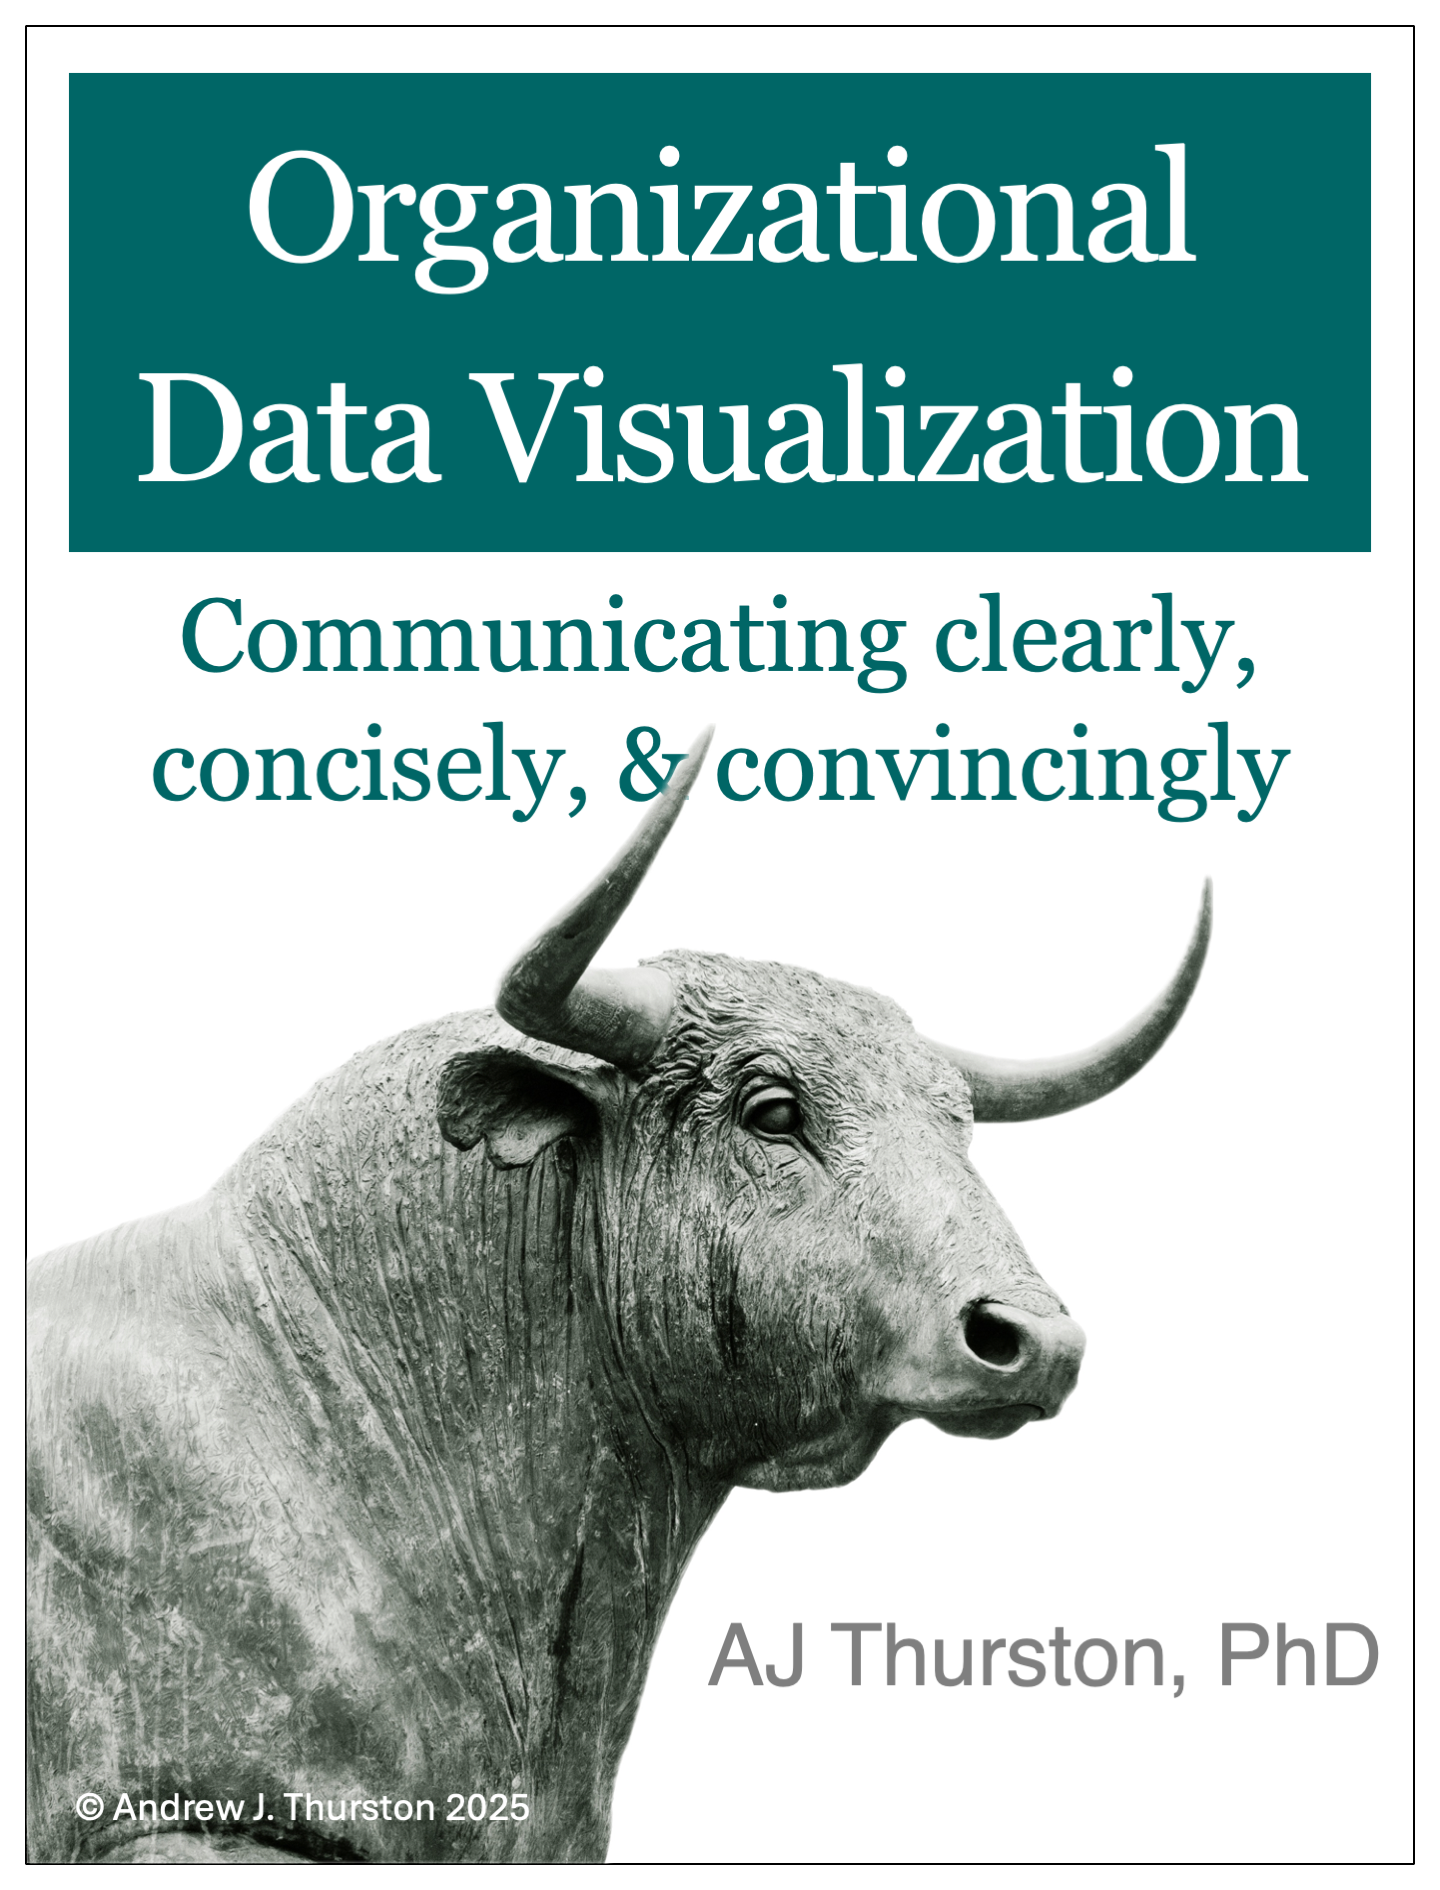 Organizational
Data Visualization
Communicating clearly,
concisely, & convincingly
AJ Thurston, PhD
© Andrew J. Thurston 2025